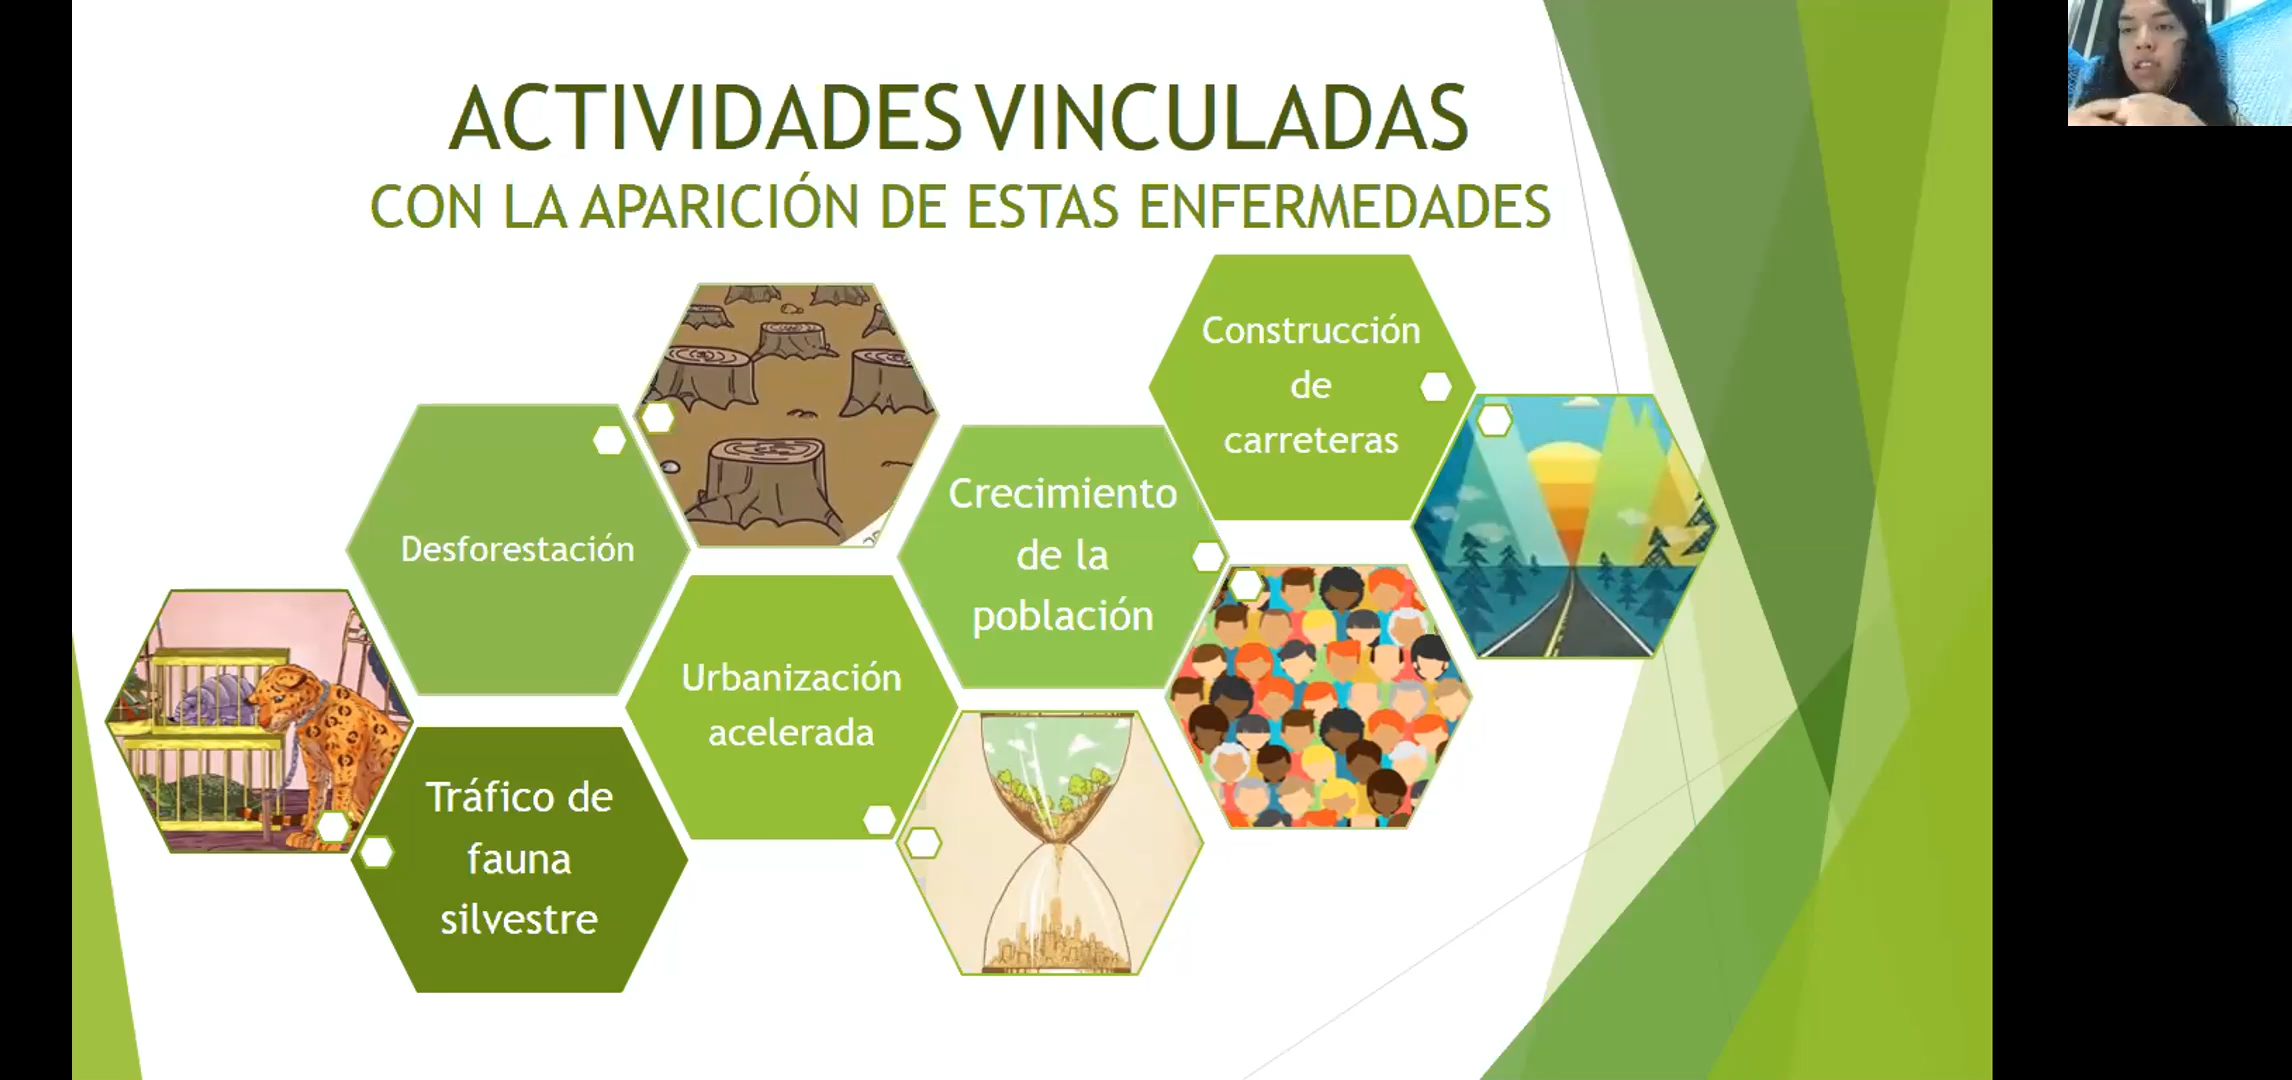 ACTIVIDADES VINCULADAS
CON LA APARICIÓN DE ESTAS ENFERMEDADES
Desforestación
Tráfico de
fauna
silvestre
Urbanización
acelerada
Crecimiento
de la
población
Construcción
de
carreteras